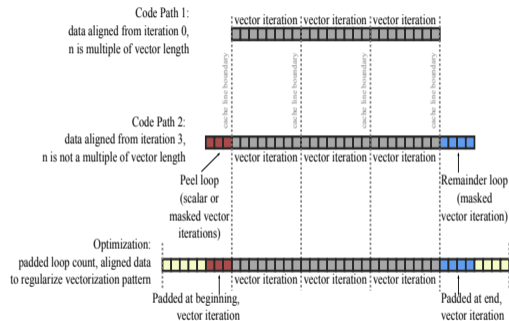 Code Path 1:
data aligned from iteration 0,
n is multiple of vector length
vector iteration vector iteration vector iteration
cache line boundary cache line boundary cache line boundary cache line boundary
Code Path 2:
data aligned from iteration 3,
n is not a multiple of vector length
vector iteration vector iteration vector iteration
Peel loop
(scalar or
masked vector
iterations)
Remainder loop
(masked
vector iteration)
Optimization:
padded loop count, aligned data
to regularize vectorization pattern
vector iteration vector iteration vector iteration
Padded at beginning,
vector iteration
Padded at end,
vector iteration